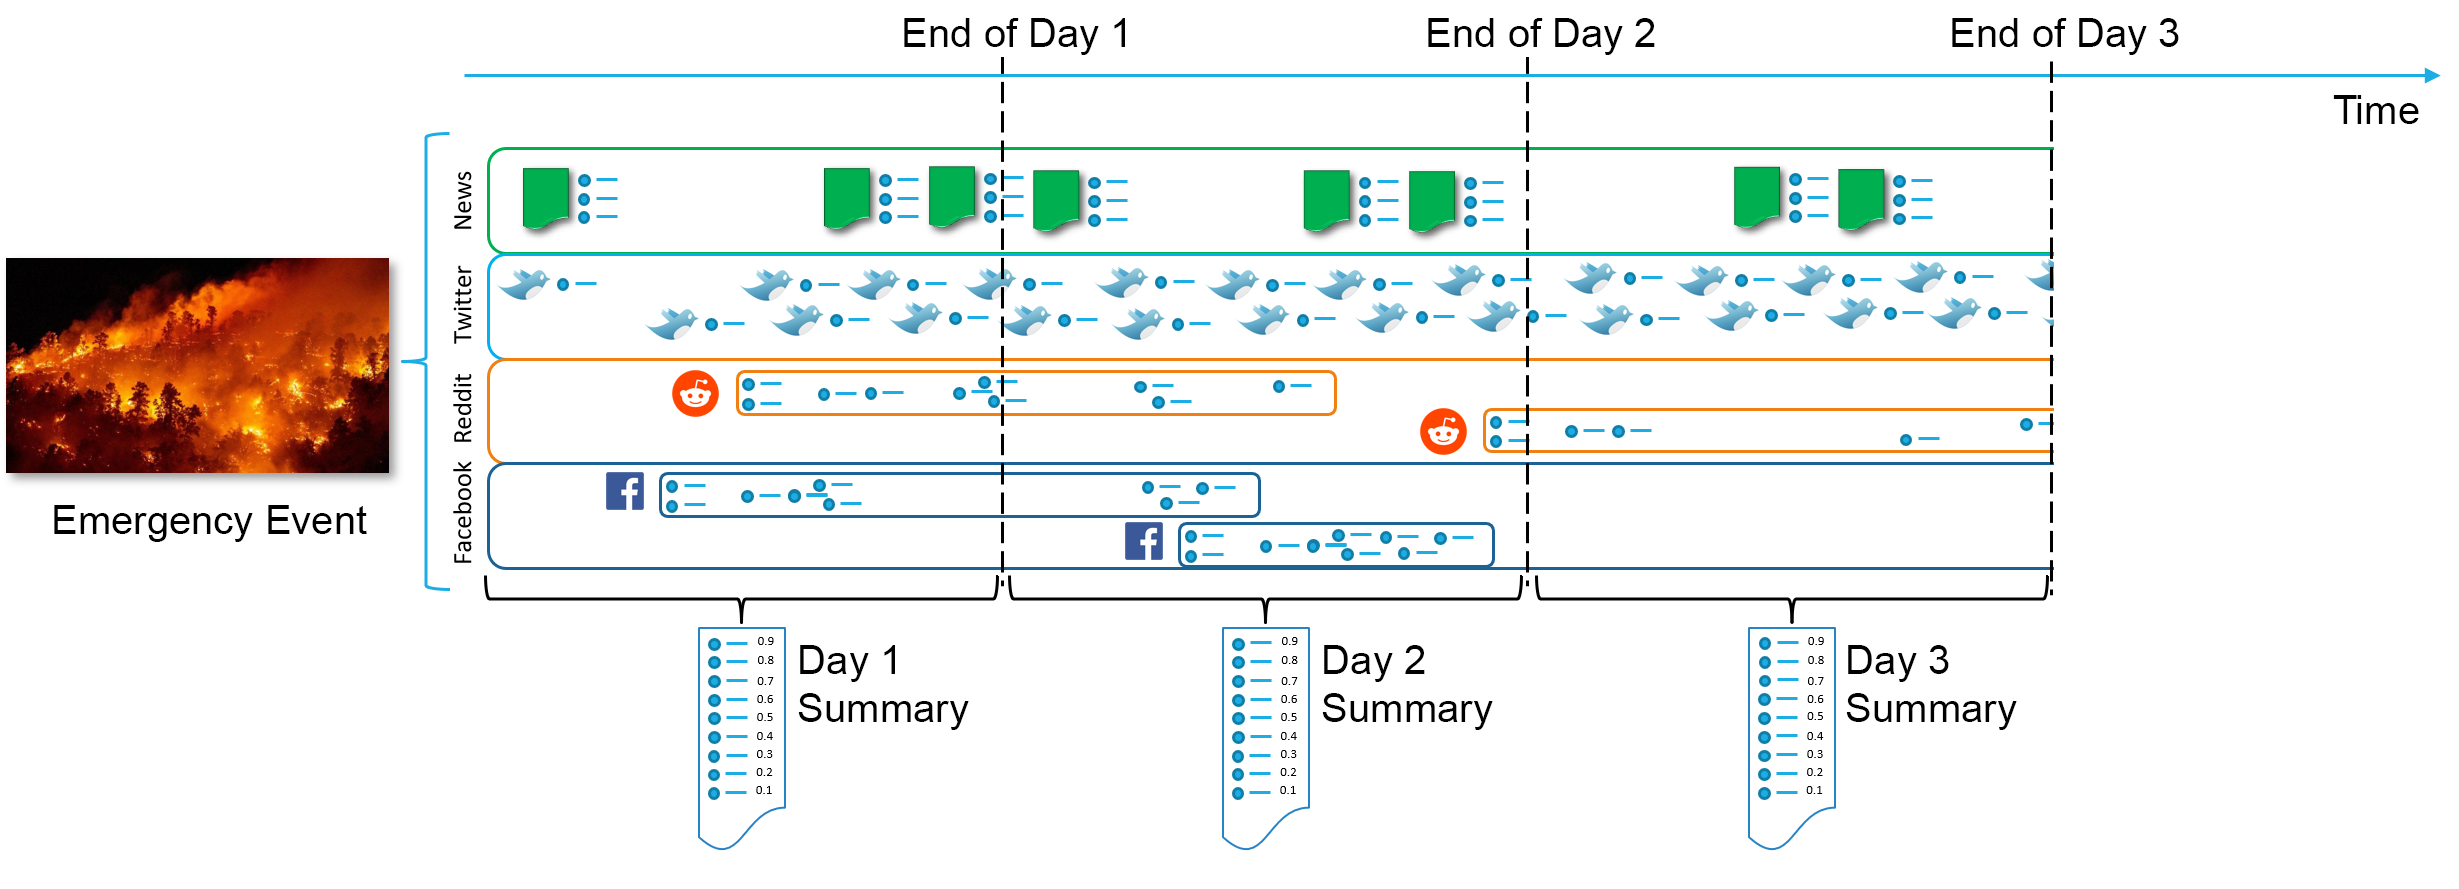 End of Day 1
End of Day 2
End of Day 3
Time
News
Twitter
Reddit
Facebook
Emergency Event
0.9
0.8
0.7
0.6
0.5
0.4
0.3
0.2
0.1
Day 1
Summary
0.9
0.8
0.7
0.6
0.5
0.4
0.3
0.2
0.1
Day 2
Summary
0.9
0.8
0.7
0.6
0.5
0.4
0.3
0.2
0.1
Day 3
Summary